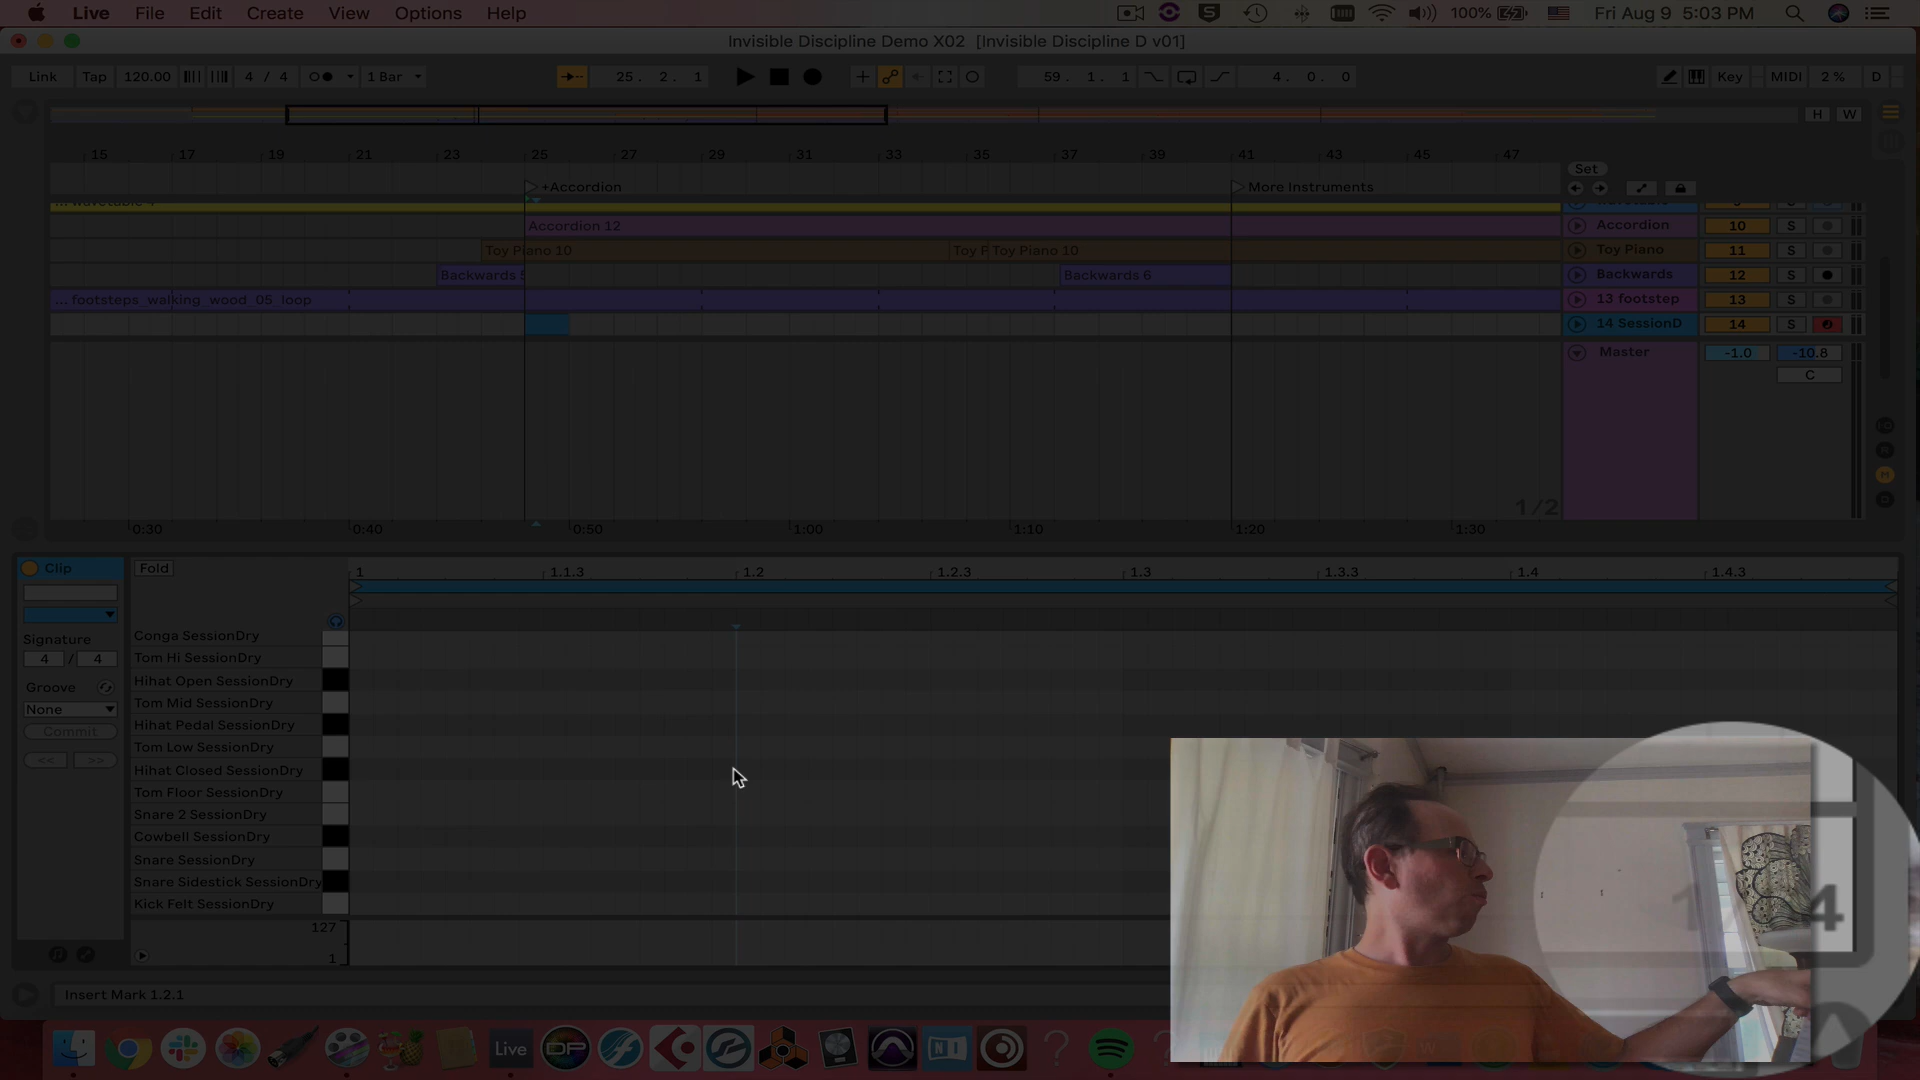 Live File Edit Create View Options Help 100% Fri Aug 9 5:03 PM
Invisible Discipline Demo X02 [Invisible Discipline D v01]
Link Tap 120.00 4 / 4 1 Bar 25. 2. 1 59. 1. 1 4. 0. 0 Key MIDI 2 % D
H W
15 17 19 21 23 25 27 29 31 33 35 37 39 41 43 45 47
Set
+Accordion More Instruments
... wavetable 4
Accordion 12 Accordion 10 S
Toy Piano 10 Toy P Toy Piano 10 Toy Piano 11 S
Backwards 5 Backwards 6 Backwards 12 S
... footsteps_walking_wood_05_loop 13 footstep 13 S
14 SessionD 14 S
Master -1.0 -10.8
C
1/2
0:30 0:40 0:50 1:00 1:10 1:20 1:30
Clip Fold
1 1.1.3 1.2 1.2.3 1.3 1.3.3 1.4 1.4.3
Signature
4 / 4
Groove
None
Commit
<< >>
Conga SessionDry
Tom Hi SessionDry
Hihat Open SessionDry
Tom Mid SessionDry
Hihat Pedal SessionDry
Tom Low SessionDry
Hihat Closed SessionDry
Tom Floor SessionDry
Snare 2 SessionDry
Cowbell SessionDry
Snare SessionDry
Snare Sidestick SessionDry
Kick Felt SessionDry
127
1
Insert Mark 1.2.1
Live DP NI